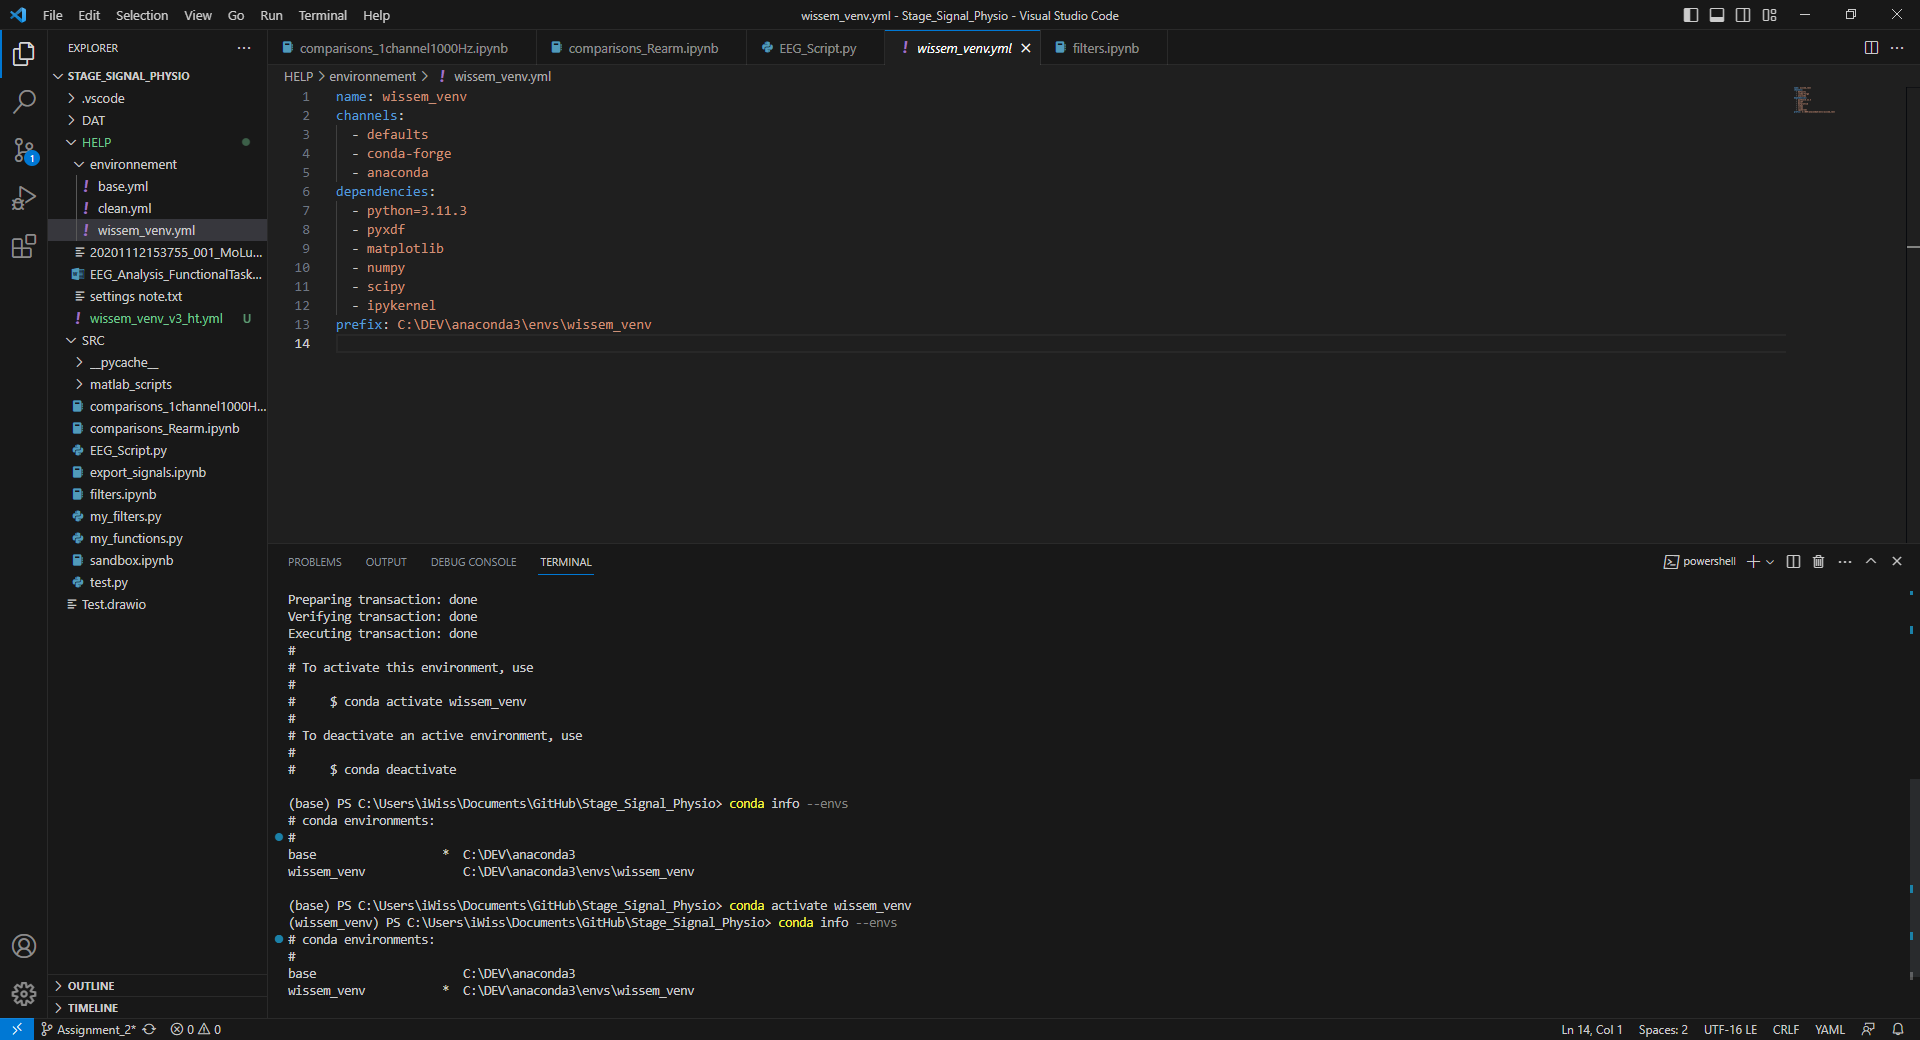 File Edit Selection View Go Run Terminal Help
wissem_venv.yml - Stage_Signal_Physio - Visual Studio Code
EXPLORER
STAGE_SIGNAL_PHYSIO
.vscode
DAT
HELP
environnement
base.yml
clean.yml
wissem_venv.yml
20201112153755_001_MoLu...
EEG_Analysis_FunctionalTask...
settings note.txt
wissem_venv_v3_ht.yml U
SRC
__pycache__
matlab_scripts
comparisons_1channel1000H...
comparisons_Rearm.ipynb
EEG_Script.py
export_signals.ipynb
filters.ipynb
my_filters.py
my_functions.py
sandbox.ipynb
test.py
Test.drawio
OUTLINE
TIMELINE
1
comparisons_1channel1000Hz.ipynb comparisons_Rearm.ipynb EEG_Script.py ! wissem_venv.yml filters.ipynb
HELP > environnement > ! wissem_venv.yml
1 name: wissem_venv
2 channels:
3   - defaults
4   - conda-forge
5   - anaconda
6 dependencies:
7   - python=3.11.3
8   - pyxdf
9   - matplotlib
10   - numpy
11   - scipy
12   - ipykernel
13 prefix: C:\DEV\anaconda3\envs\wissem_venv
14
PROBLEMS OUTPUT DEBUG CONSOLE TERMINAL
powershell
Preparing transaction: done
Verifying transaction: done
Executing transaction: done
#
# To activate this environment, use
#
#     $ conda activate wissem_venv
#
# To deactivate an active environment, use
#
#     $ conda deactivate
(base) PS C:\Users\iWiss\Documents\GitHub\Stage_Signal_Physio> conda info --envs
# conda environments:
#
base                  *  C:\DEV\anaconda3
wissem_venv              C:\DEV\anaconda3\envs\wissem_venv
(base) PS C:\Users\iWiss\Documents\GitHub\Stage_Signal_Physio> conda activate wissem_venv
(wissem_venv) PS C:\Users\iWiss\Documents\GitHub\Stage_Signal_Physio> conda info --envs
# conda environments:
#
base                     C:\DEV\anaconda3
wissem_venv           *  C:\DEV\anaconda3\envs\wissem_venv
Assignment_2* 0 0
Ln 14, Col 1 Spaces: 2 UTF-16 LE CRLF YAML